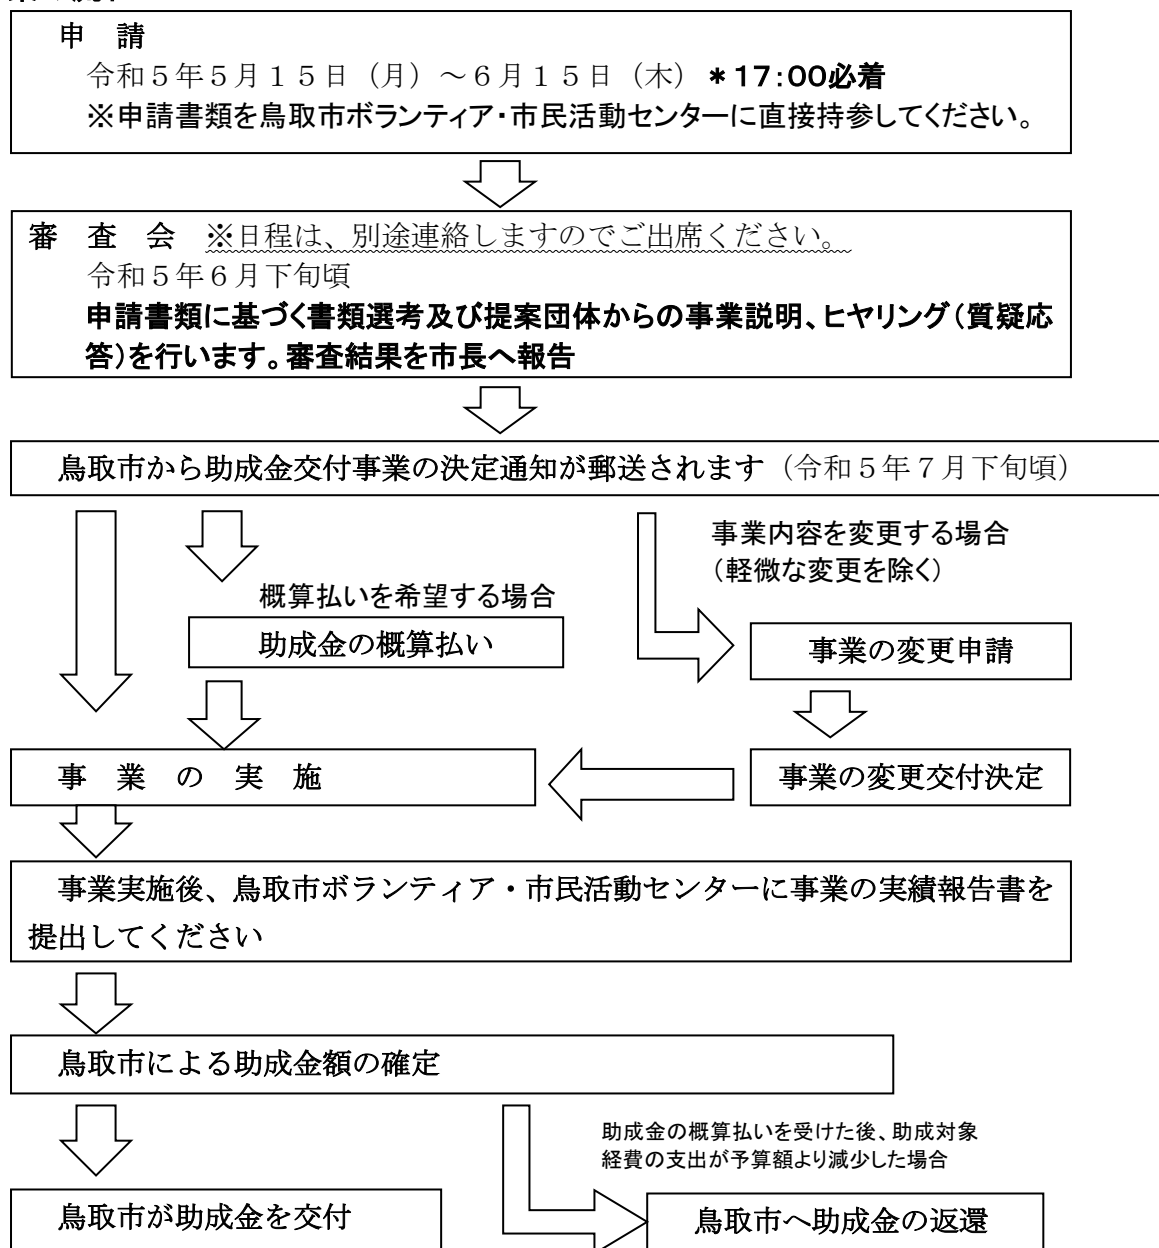 申　請
令和５年５月１５日（月）～６月１５日（木）＊17:00必着
※申請書類を鳥取市ボランティア・市民活動センターに直接持参してください。
審　査　会　※日程は、別途連絡しますのでご出席ください。
令和５年６月下旬頃
申請書類に基づく書類選考及び提案団体からの事業説明、ヒヤリング（質疑応
答）を行います。審査結果を市長へ報告
鳥取市から助成金交付事業の決定通知が郵送されます（令和５年７月下旬頃）
事業内容を変更する場合
（軽微な変更を除く）
概算払いを希望する場合
助成金の概算払い
事業の変更申請
事　業　の　実　施
事業の変更交付決定
事業実施後、鳥取市ボランティア・市民活動センターに事業の実績報告書を
提出してください
鳥取市による助成金額の確定
助成金の概算払いを受けた後、助成対象
経費の支出が予算額より減少した場合
鳥取市が助成金を交付
鳥取市へ助成金の返還